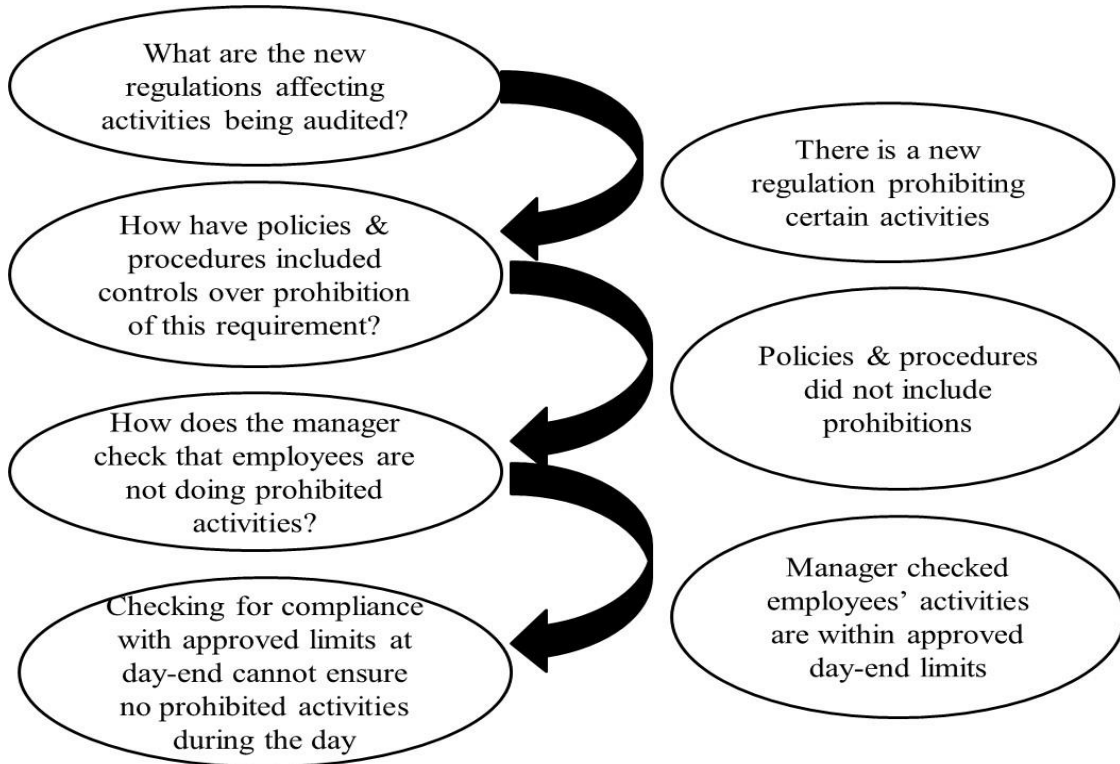 What are the new
regulations affecting
activities being audited?
There is a new
regulation prohibiting
certain activities
How have policies &
procedures included
controls over prohibition
of this requirement?
Policies & procedures
did not include
prohibitions
How does the manager
check that employees are
not doing prohibited
activities?
Manager checked
employees’ activities
are within approved
day-end limits
Checking for compliance
with approved limits at
day-end cannot ensure
no prohibited activities
during the day